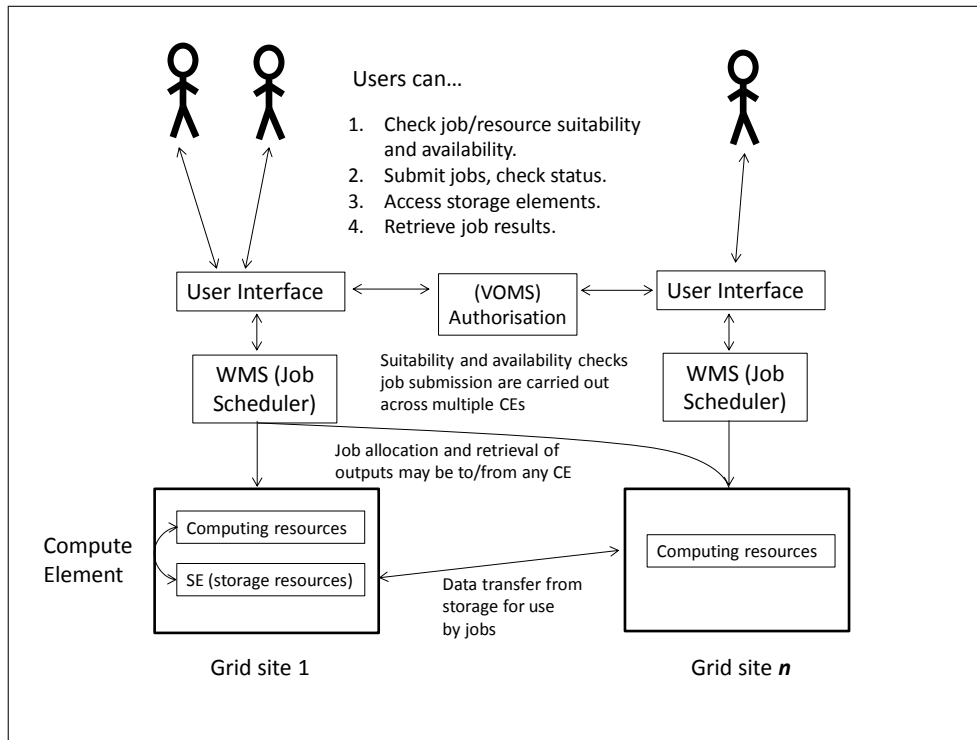 Users can...
1. Check job/resource suitability
and availability.
2. Submit jobs, check status.
3. Access storage elements.
4. Retrieve job results.
User Interface
(VOMS)
Authorisation
User Interface
WMS (Job
Scheduler)
Suitability and availability checks
job submission are carried out
across multiple CEs
WMS (Job
Scheduler)
Job allocation and retrieval of
outputs may be to/from any CE
Compute
Element
Computing resources
SE (storage resources)
Computing resources
Data transfer from
storage for use
by jobs
Grid site 1
Grid site n